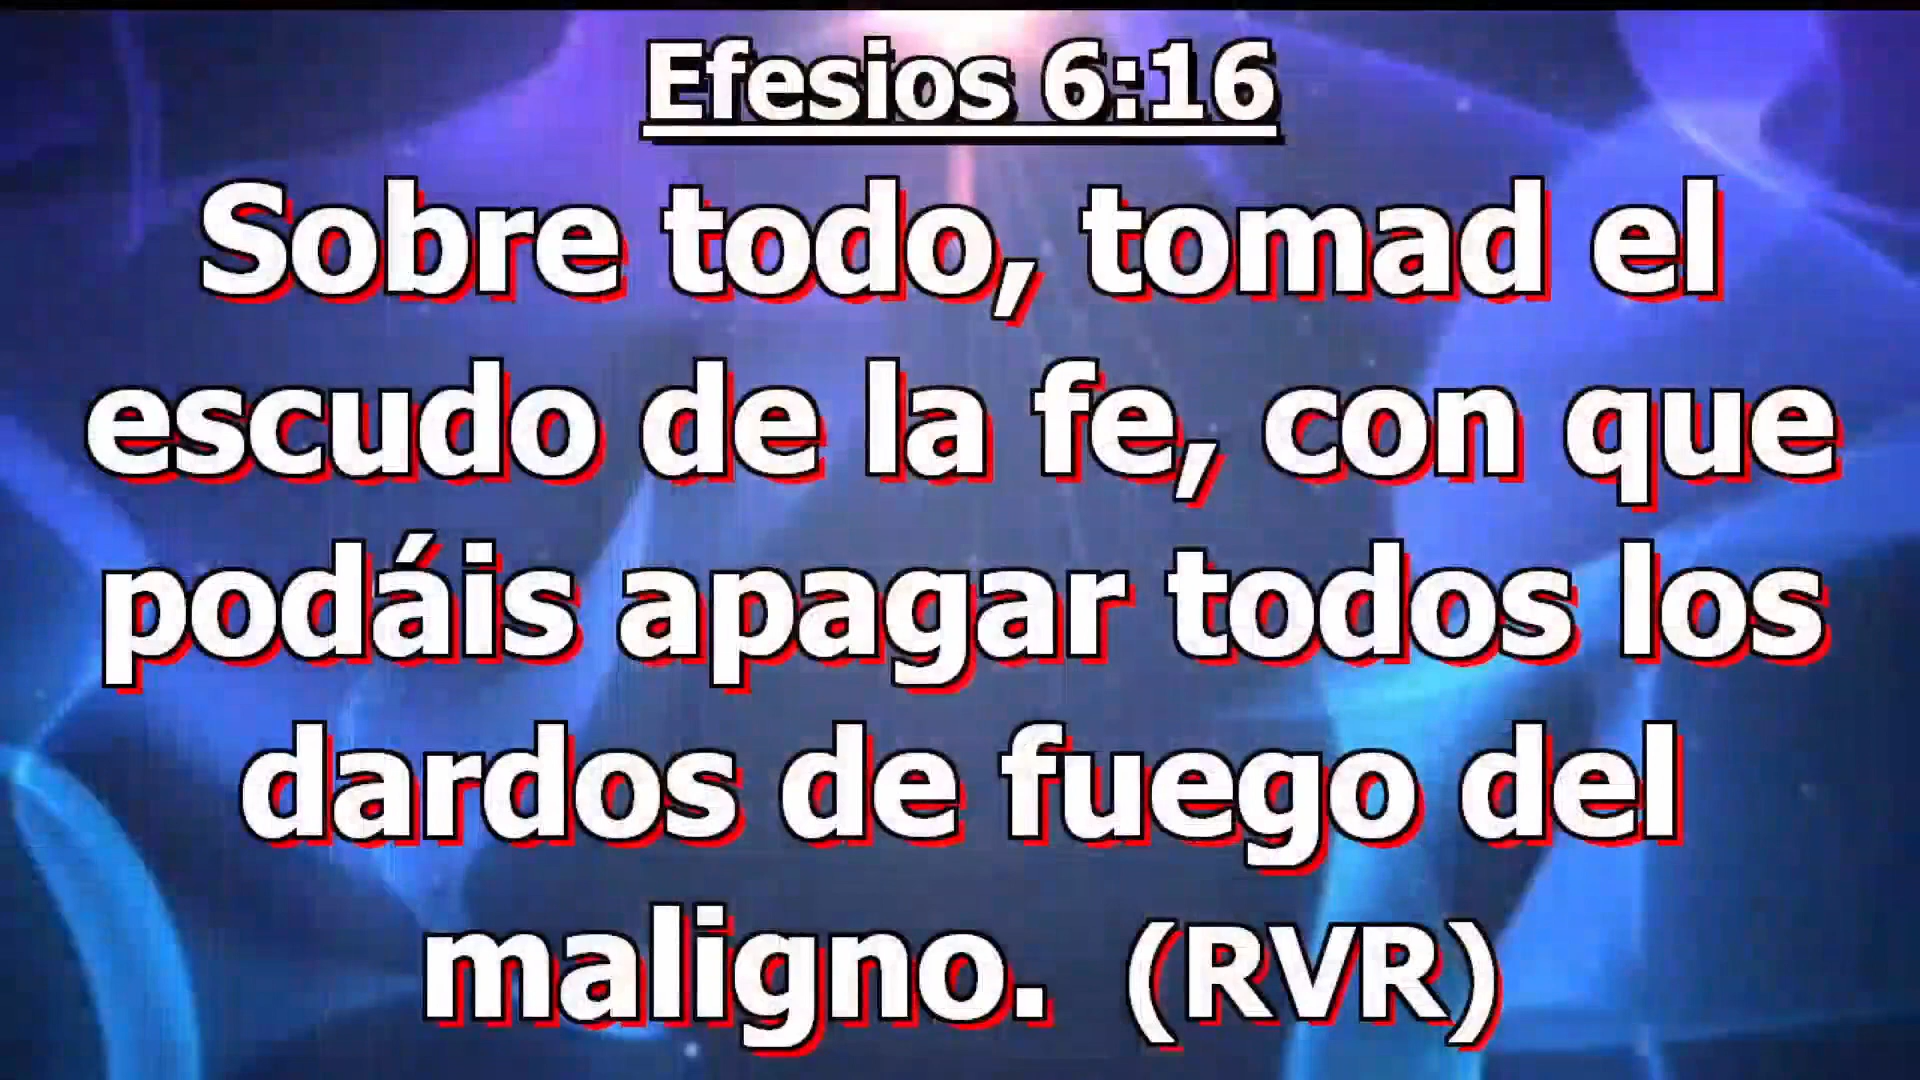 Efesios 6:16
Sobre todo, tomad el
escudo de la fe, con que
podáis apagar todos los
dardos de fuego del
maligno. (RVR)